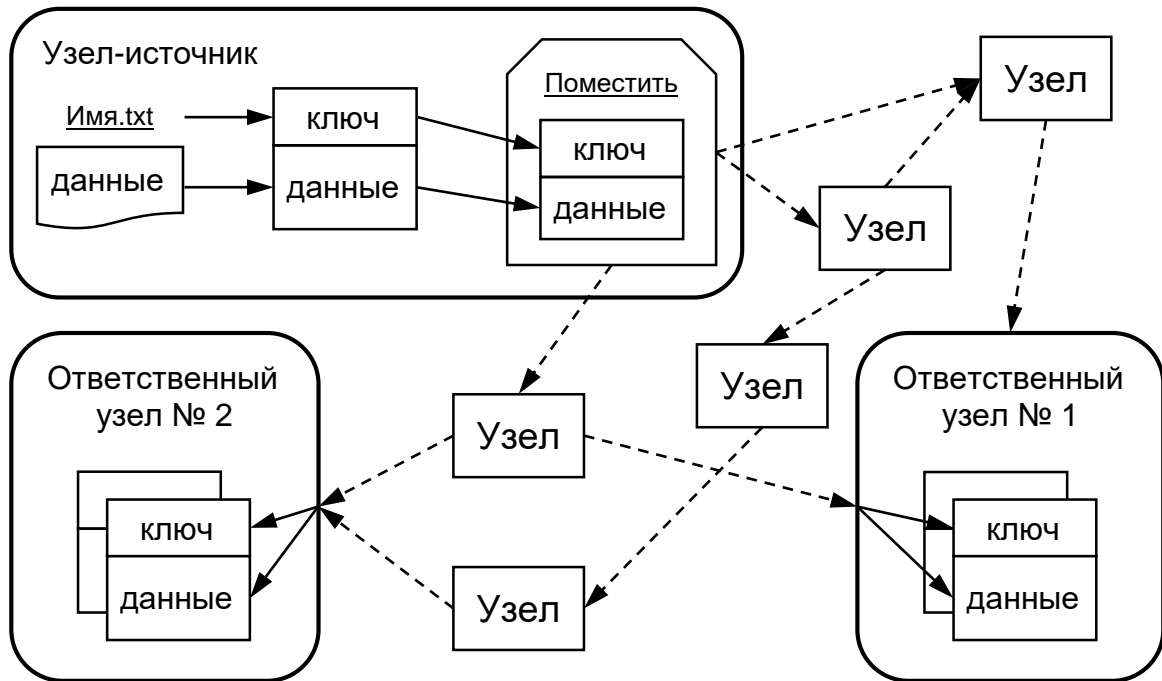 Узел-источник
Имя.txt
данные
ключ
данные
Поместить
ключ
данные
Узел
Узел
Узел
Узел
Узел
Ответственный
узел № 2
ключ
данные
Ответственный
узел № 1
ключ
данные